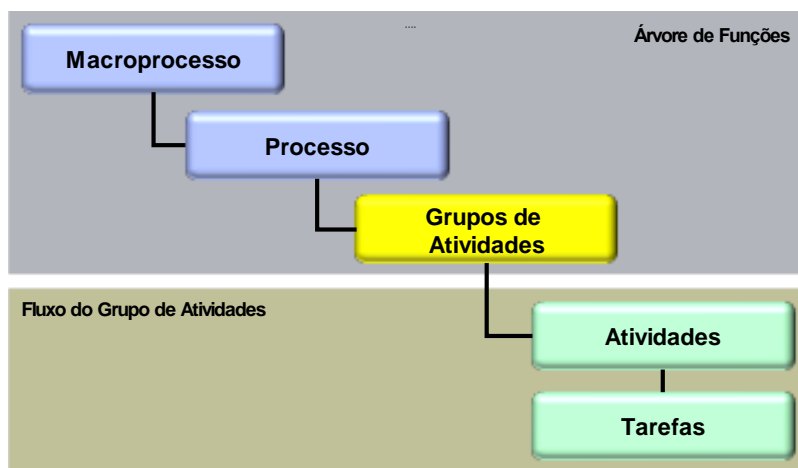 ....
Árvore de Funções
Macroprocesso
Processo
Grupos de
Atividades
Fluxo do Grupo de Atividades
Atividades
Tarefas